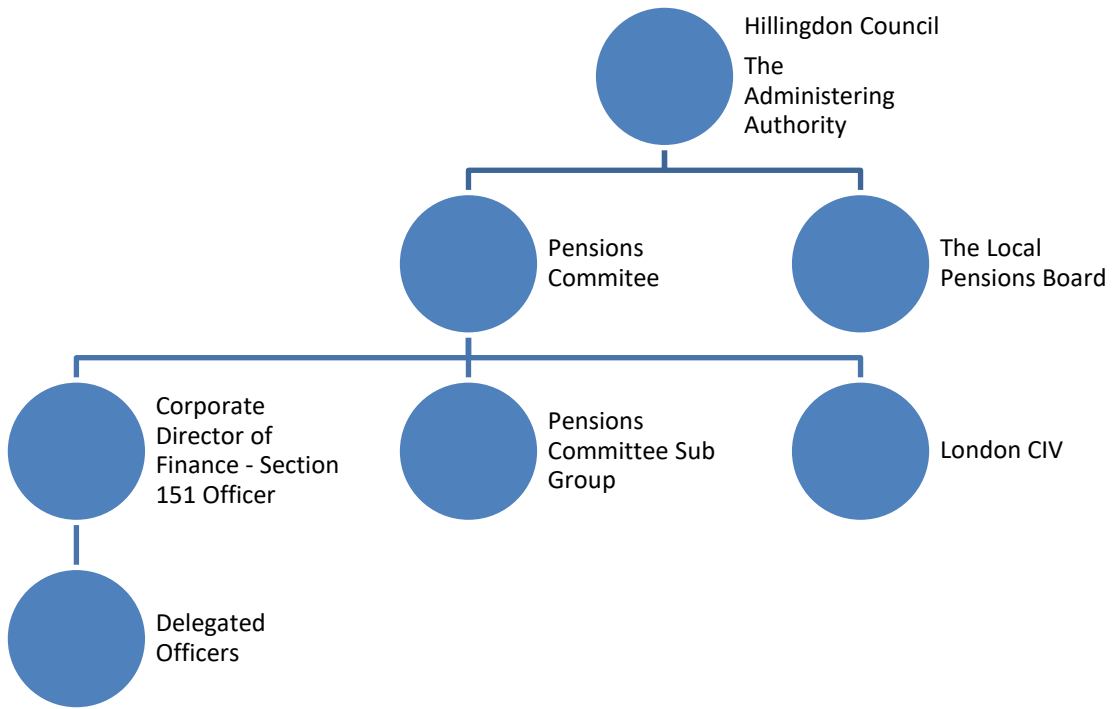 Hillingdon Council
The
Administering
Authority
Pensions
Commitee
The Local
Pensions Board
Corporate
Director of
Finance - Section
151 Officer
Pensions
Committee Sub
Group
London CIV
Delegated
Officers